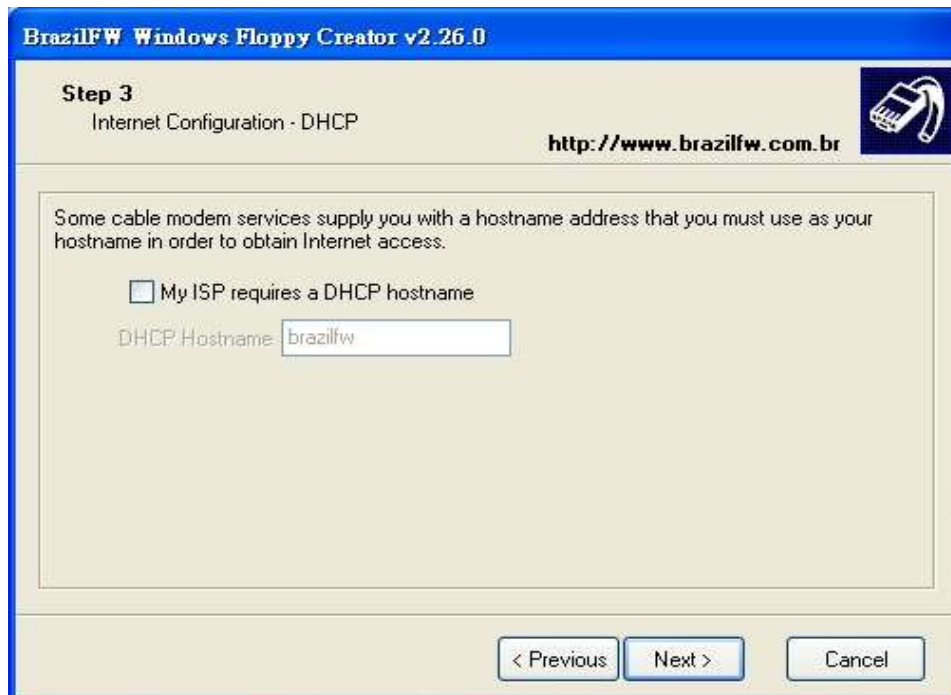 BrazilFW Windows Floppy Creator v2.26.0
Step 3
Internet Configuration - DHCP
http://www.brazilfw.com.br
Some cable modem services supply you with a hostname address that you must use as your
hostname in order to obtain Internet access.
My ISP requires a DHCP hostname
DHCP Hostname brazilfw
< Previous Next > Cancel